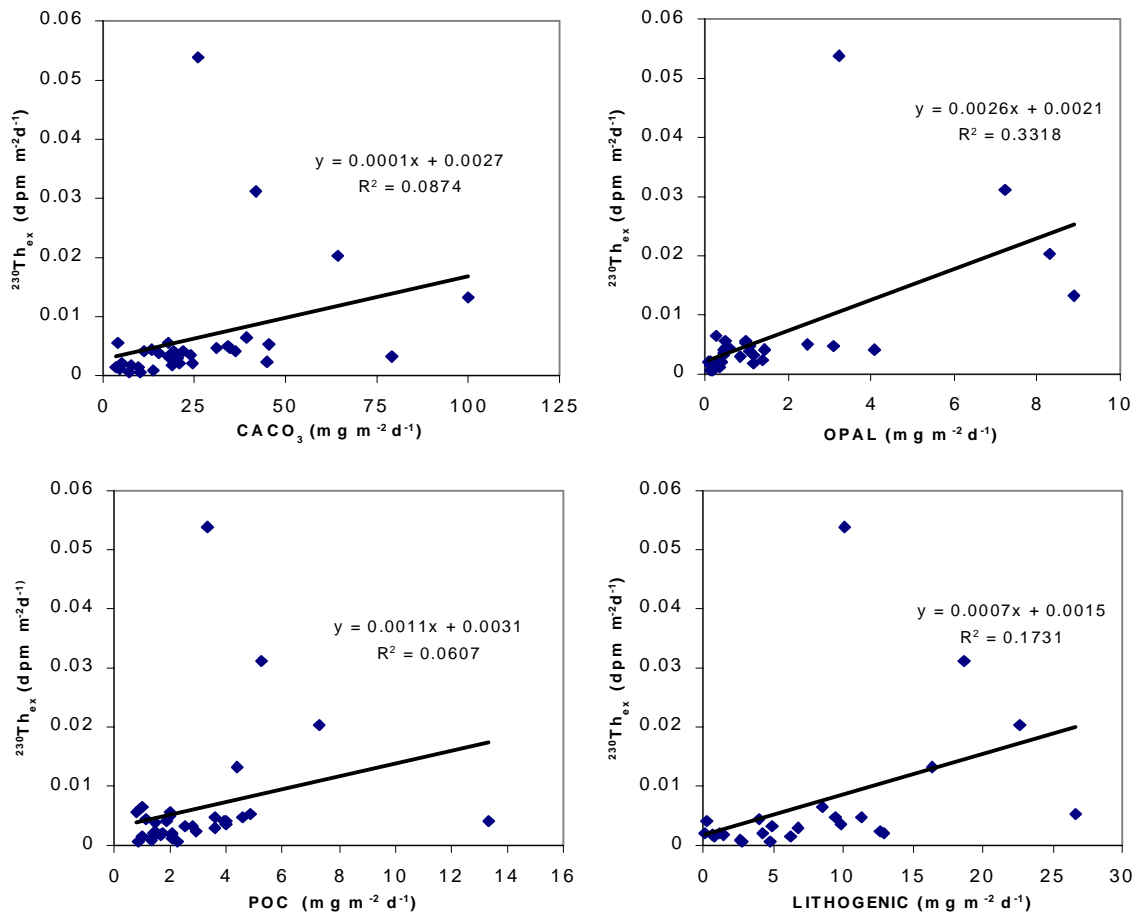 0.06
0.05
0.04
0.03
0.02
0.01
0
²³⁰Th_ex (dpm m⁻²d⁻¹)
y = 0.0001x + 0.0027
R² = 0.0874
0 25 50 75 100 125
CACO₃ (mg m⁻² d⁻¹)
0.06
0.05
0.04
0.03
0.02
0.01
0
²³⁰Th_ex (dpm m⁻²d⁻¹)
y = 0.0026x + 0.0021
R² = 0.3318
0 2 4 6 8 10
OPAL (mg m⁻² d⁻¹)
0.06
0.05
0.04
0.03
0.02
0.01
0
²³⁰Th_ex (dpm m⁻²d⁻¹)
y = 0.0011x + 0.0031
R² = 0.0607
0 2 4 6 8 10 12 14 16
POC (mg m⁻² d⁻¹)
0.06
0.05
0.04
0.03
0.02
0.01
0
²³⁰Th_ex (dpm m⁻²d⁻¹)
y = 0.0007x + 0.0015
R² = 0.1731
0 5 10 15 20 25 30
LITHOGENIC (mg m⁻² d⁻¹)